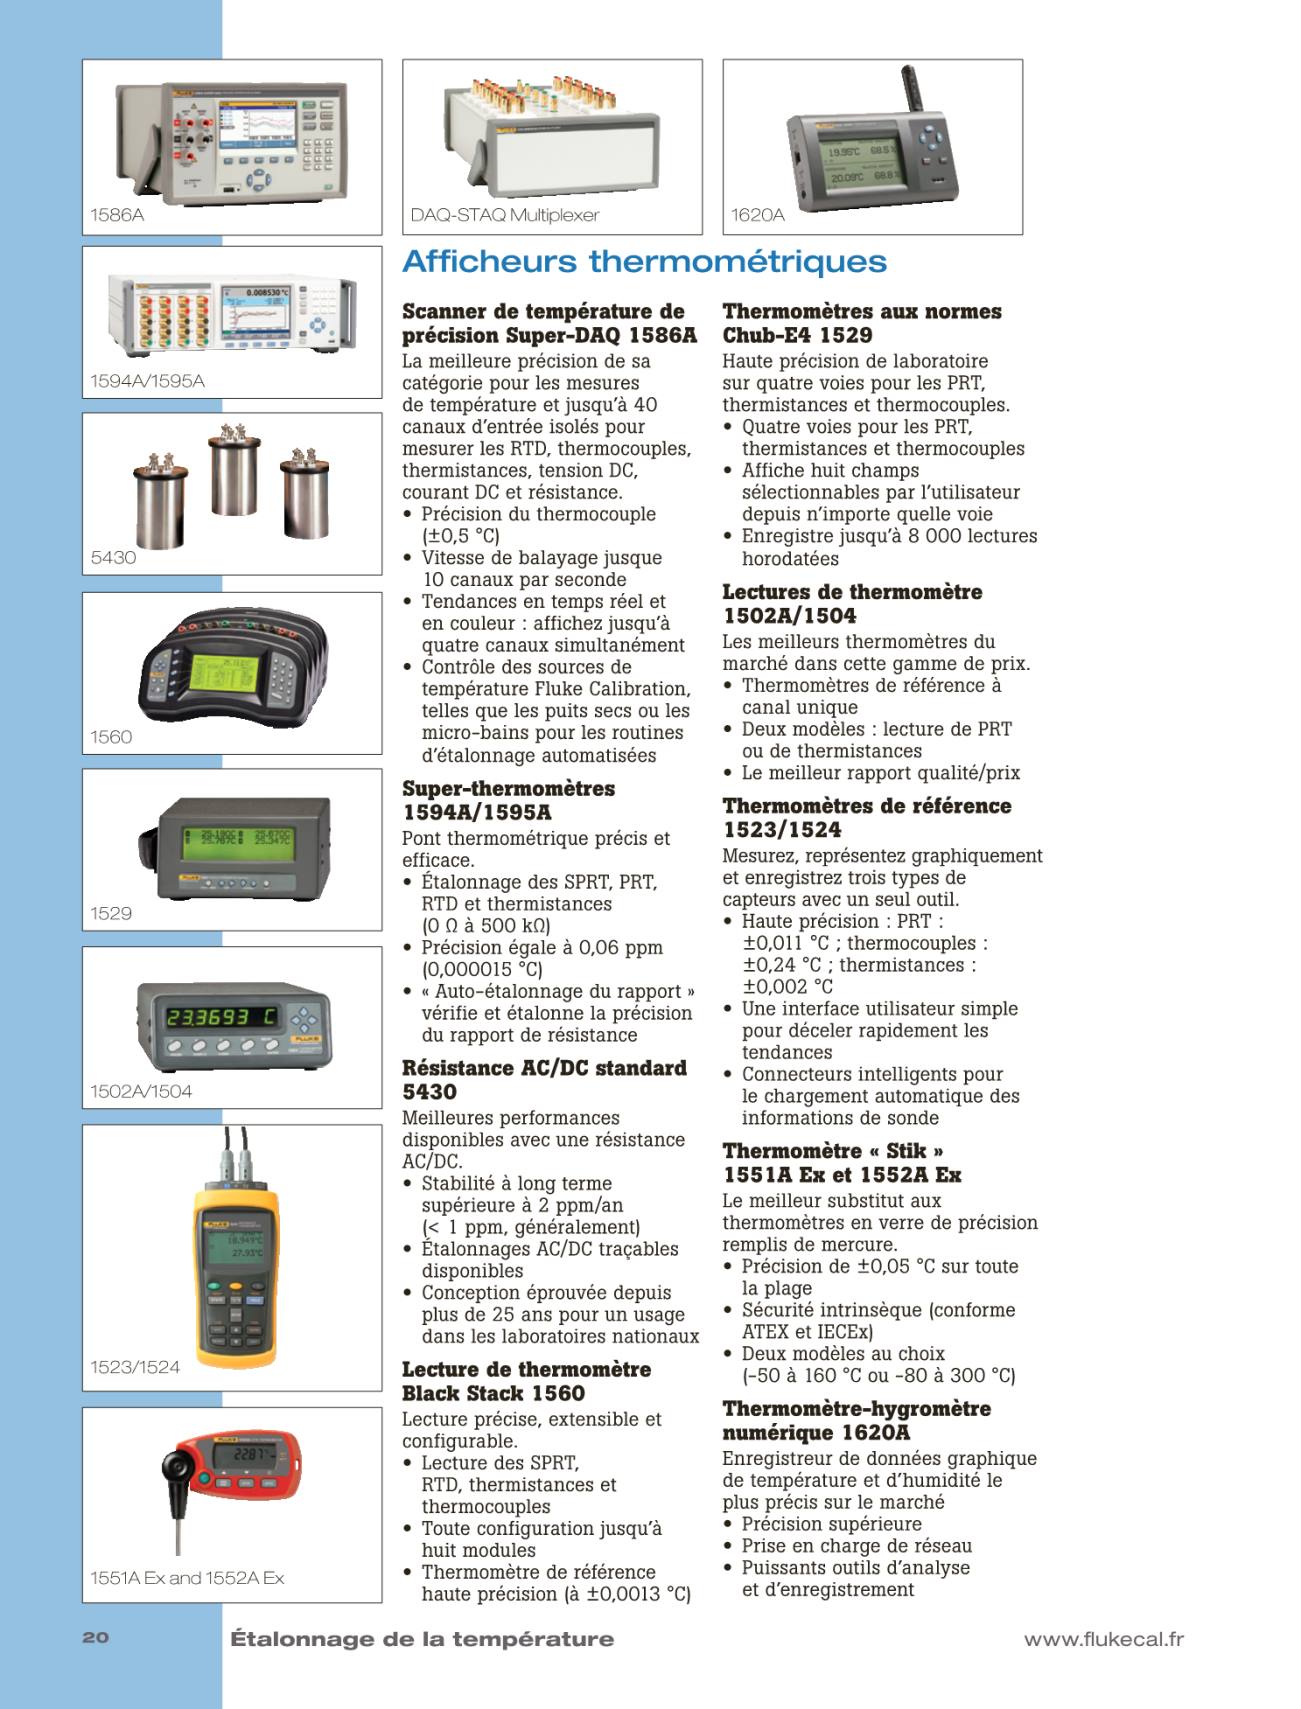 1586A
DAQ-STAQ Multiplexer
1620A
1594A/1595A
5430
1560
1529
1502A/1504
1523/1524
1551A Ex and 1552A Ex
Afficheurs thermométriques
Scanner de température de
précision Super-DAQ 1586A
La meilleure précision de sa
catégorie pour les mesures
de température et jusqu'à 40
canaux d'entrée isolés pour
mesurer les RTD, thermocouples,
thermistances, tension DC,
courant DC et résistance.
• Précision du thermocouple
(±0,5 °C)
• Vitesse de balayage jusque
10 canaux par seconde
• Tendances en temps réel et
en couleur : affichez jusqu'à
quatre canaux simultanément
• Contrôle des sources de
température Fluke Calibration,
telles que les puits secs ou les
micro-bains pour les routines
d'étalonnage automatisées
Super-thermomètres
1594A/1595A
Pont thermométrique précis et
efficace.
• Étalonnage des SPRT, PRT,
RTD et thermistances
(0 Ω à 500 kΩ)
• Précision égale à 0,06 ppm
(0,000015 °C)
• « Auto-étalonnage du rapport »
vérifie et étalonne la précision
du rapport de résistance
Résistance AC/DC standard
5430
Meilleures performances
disponibles avec une résistance
AC/DC.
• Stabilité à long terme
supérieure à 2 ppm/an
(< 1 ppm, généralement)
• Étalonnages AC/DC traçables
disponibles
• Conception éprouvée depuis
plus de 25 ans pour un usage
dans les laboratoires nationaux
Lecture de thermomètre
Black Stack 1560
Lecture précise, extensible et
configurable.
• Lecture des SPRT,
RTD, thermistances et
thermocouples
• Toute configuration jusqu'à
huit modules
• Thermomètre de référence
haute précision (à ±0,0013 °C)
Thermomètres aux normes
Chub-E4 1529
Haute précision de laboratoire
sur quatre voies pour les PRT,
thermistances et thermocouples.
• Quatre voies pour les PRT,
thermistances et thermocouples
• Affiche huit champs
sélectionnables par l'utilisateur
depuis n'importe quelle voie
• Enregistre jusqu'à 8 000 lectures
horodatées
Lectures de thermomètre
1502A/1504
Les meilleurs thermomètres du
marché dans cette gamme de prix.
• Thermomètres de référence à
canal unique
• Deux modèles : lecture de PRT
ou de thermistances
• Le meilleur rapport qualité/prix
Thermomètres de référence
1523/1524
Mesurez, représentez graphiquement
et enregistrez trois types de
capteurs avec un seul outil.
• Haute précision : PRT :
±0,011 °C ; thermocouples :
±0,24 °C ; thermistances :
±0,002 °C
• Une interface utilisateur simple
pour déceler rapidement les
tendances
• Connecteurs intelligents pour
le chargement automatique des
informations de sonde
Thermomètre « Stik »
1551A Ex et 1552A Ex
Le meilleur substitut aux
thermomètres en verre de précision
remplis de mercure.
• Précision de ±0,05 °C sur toute
la plage
• Sécurité intrinsèque (conforme
ATEX et IECEx)
• Deux modèles au choix
(-50 à 160 °C ou -80 à 300 °C)
Thermomètre-hygromètre
numérique 1620A
Enregistreur de données graphique
de température et d'humidité le
plus précis sur le marché
• Précision supérieure
• Prise en charge de réseau
• Puissants outils d'analyse
et d'enregistrement
20
Étalonnage de la température
www.flukecal.fr